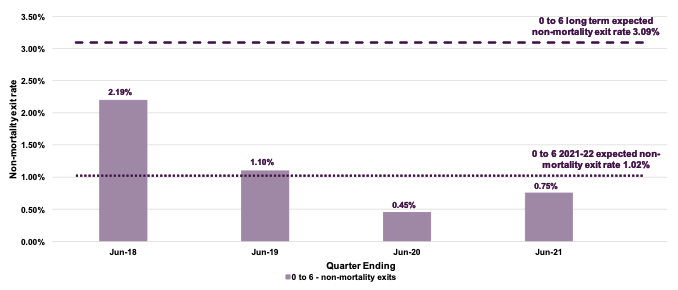 3.50%
0 to 6 long term expected
non-mortality exit rate 3.09%
3.00%
2.50%
2.19%
2.00%
Non-mortality exit rate
1.50%
0 to 6 2021-22 expected non-
mortality exit rate 1.02%
1.10%
1.00%
0.75%
0.50%
0.45%
0.00%
Jun-18
Jun-19
Jun-20
Jun-21
Quarter Ending
0 to 6 - non-mortality exits